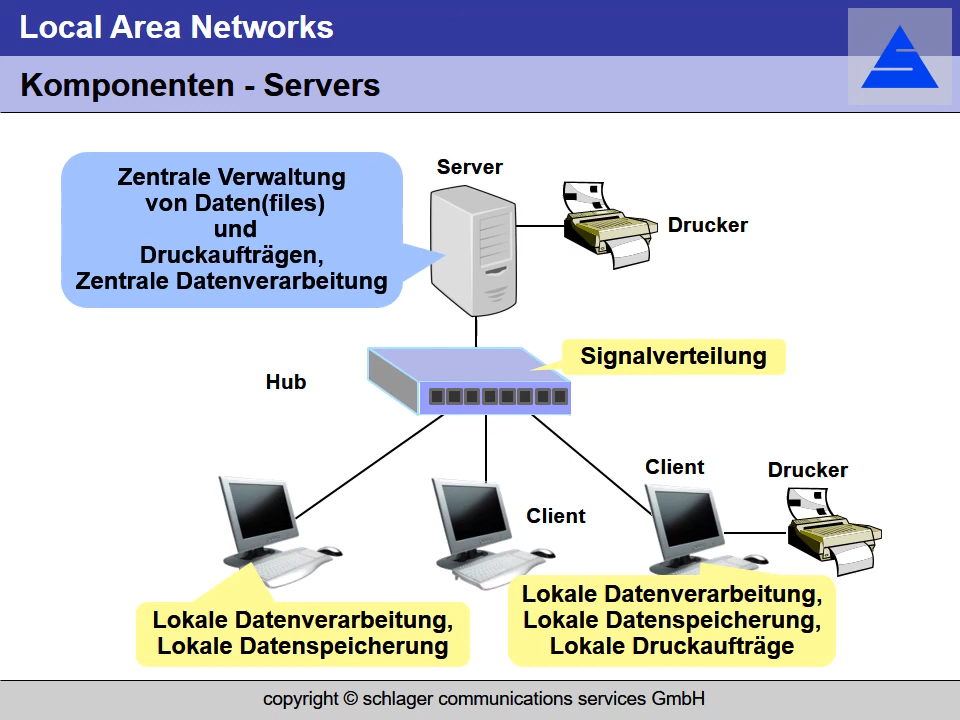 Local Area Networks
Komponenten - Servers
Zentrale Verwaltung
von Daten(files)
und
Druckaufträgen,
Zentrale Datenverarbeitung
Server
Drucker
Signalverteilung
Hub
Client
Drucker
Client
Lokale Datenverarbeitung,
Lokale Datenspeicherung
Lokale Datenverarbeitung,
Lokale Datenspeicherung,
Lokale Druckaufträge
copyright © schlager communications services GmbH